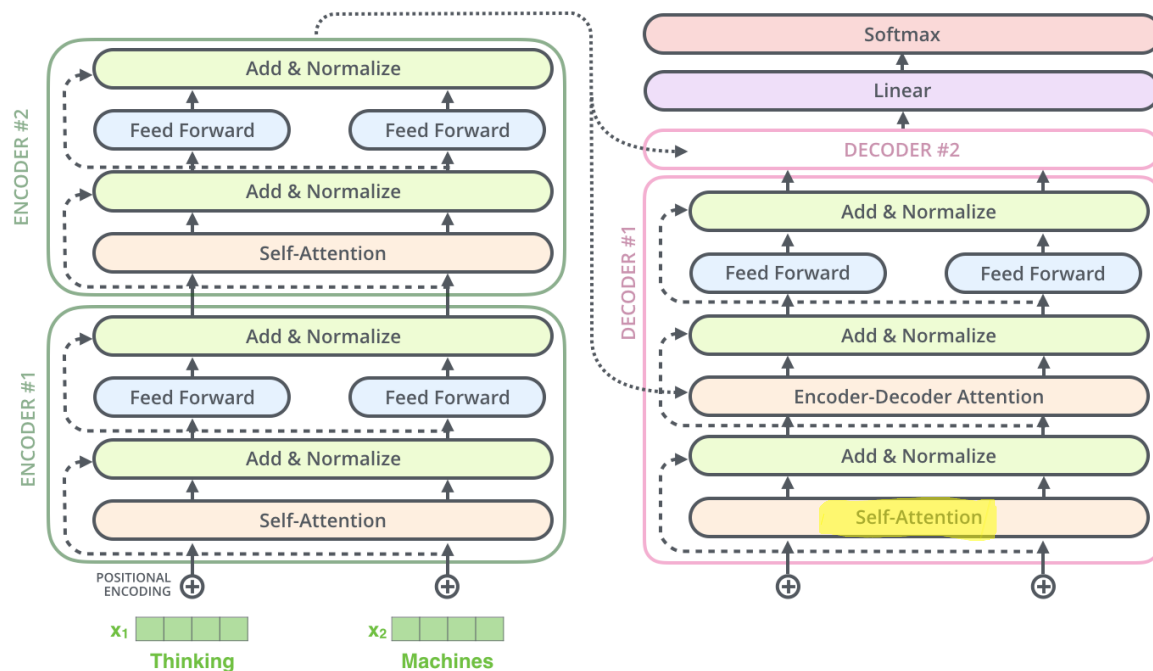 ENCODER #2
Add & Normalize
Feed Forward
Feed Forward
Add & Normalize
Self-Attention
ENCODER #1
Add & Normalize
Feed Forward
Feed Forward
Add & Normalize
Self-Attention
POSITIONAL
ENCODING
x₁
x₂
Thinking
Machines
Softmax
Linear
DECODER #2
DECODER #1
Add & Normalize
Feed Forward
Feed Forward
Add & Normalize
Encoder-Decoder Attention
Add & Normalize
Self-Attention